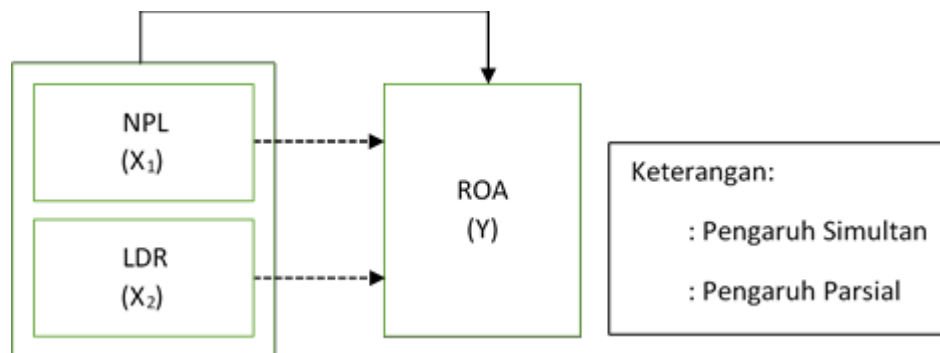 NPL
(X₁)
LDR
(X₂)
ROA
(Y)
Keterangan:
: Pengaruh Simultan
: Pengaruh Parsial